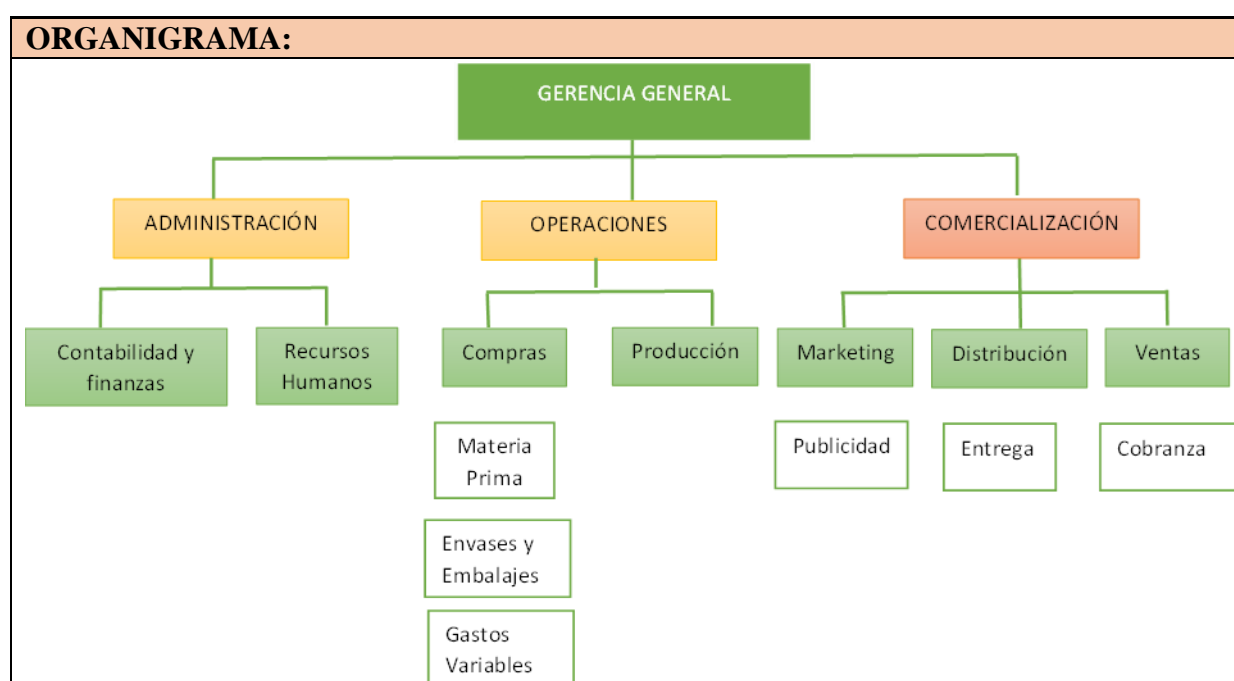 ORGANIGRAMA:
GERENCIA GENERAL
ADMINISTRACIÓN
OPERACIONES
COMERCIALIZACIÓN
Contabilidad y
finanzas
Recursos
Humanos
Compras
Producción
Marketing
Distribución
Ventas
Materia
Prima
Publicidad
Entrega
Cobranza
Envases y
Embalajes
Gastos
Variables